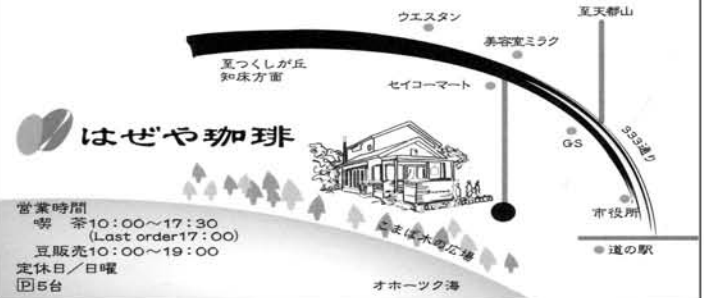 ウエスタン
至天都山
美容室ミラク
至つくしが丘
知床方面
セイコーマート
はぜや珈琲
GS
333通り
営業時間
喫 茶10:00〜17:30
(Last order17:00)
豆販売10:00〜19:00
定休日／日曜
P5台
こまば木の広場
市役所
道の駅
オホーツク海